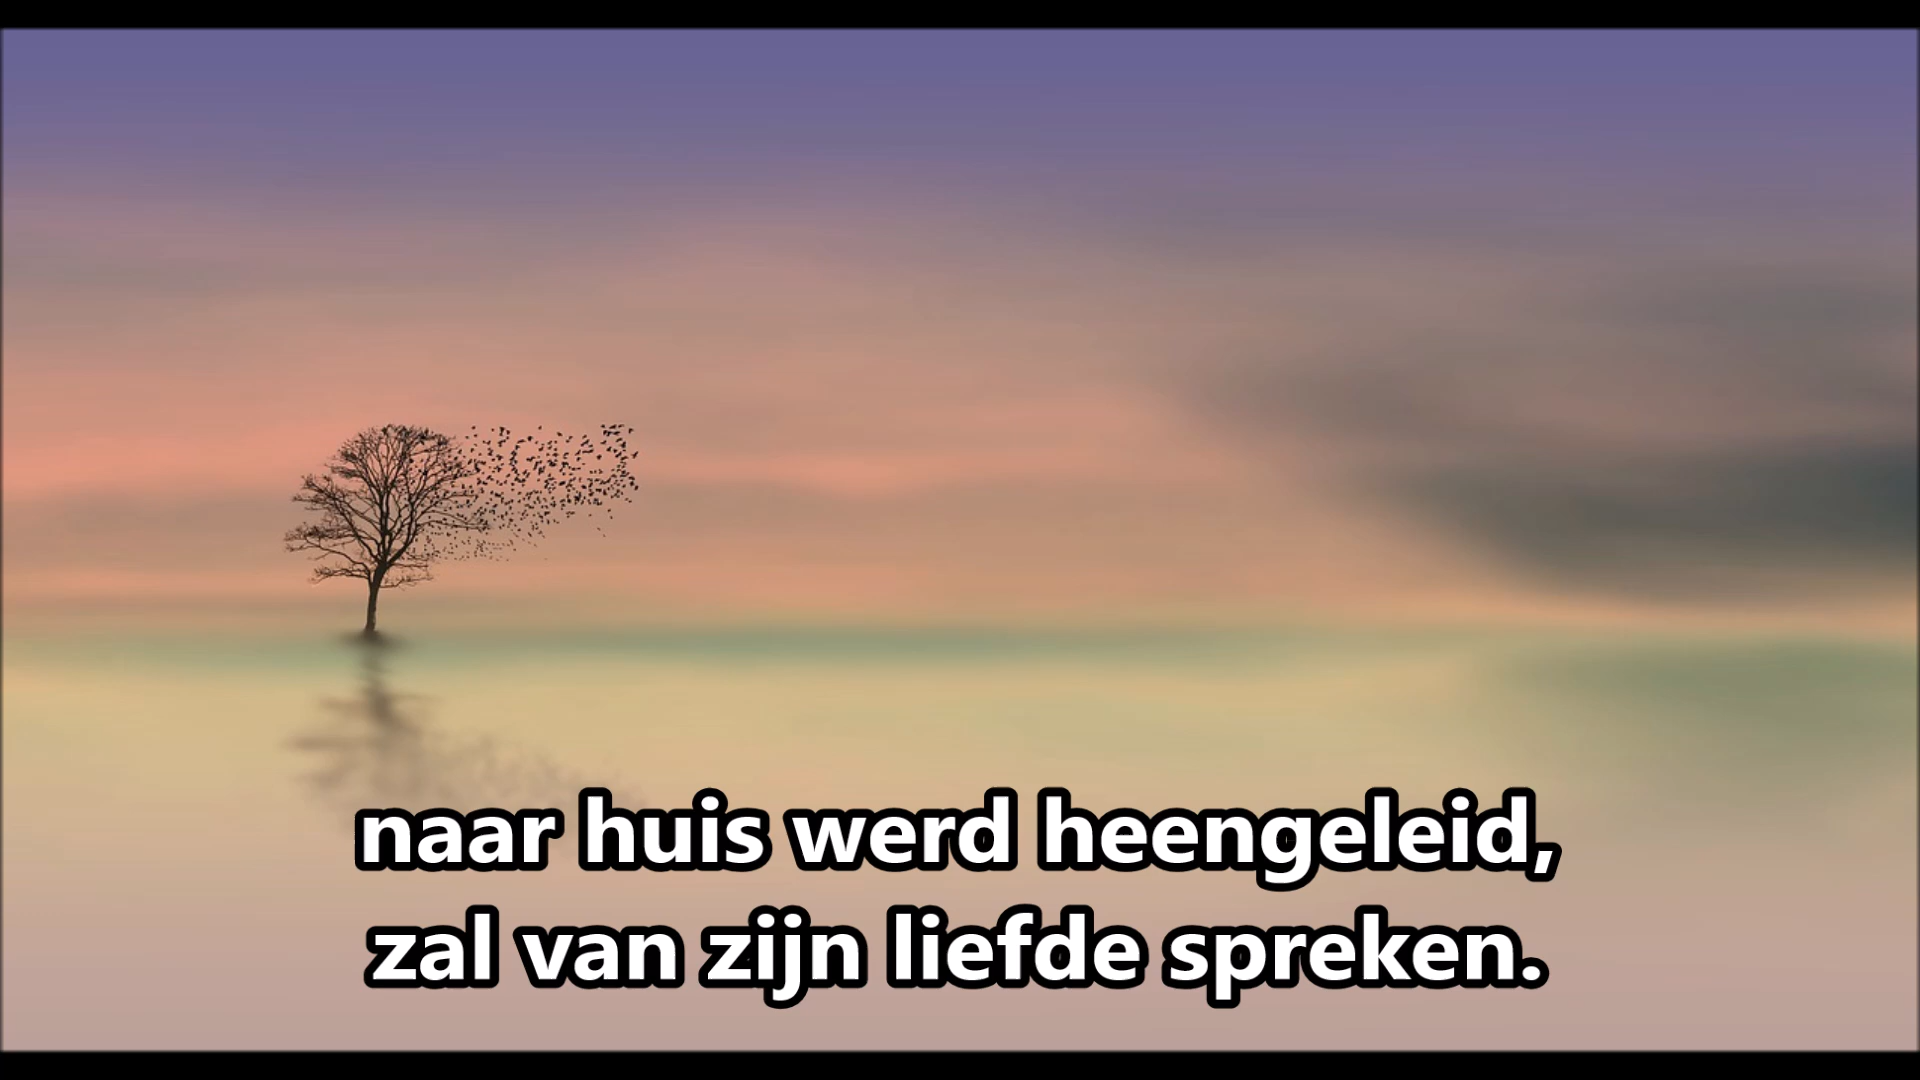 naar huis werd heengeleid,
zal van zijn liefde spreken.